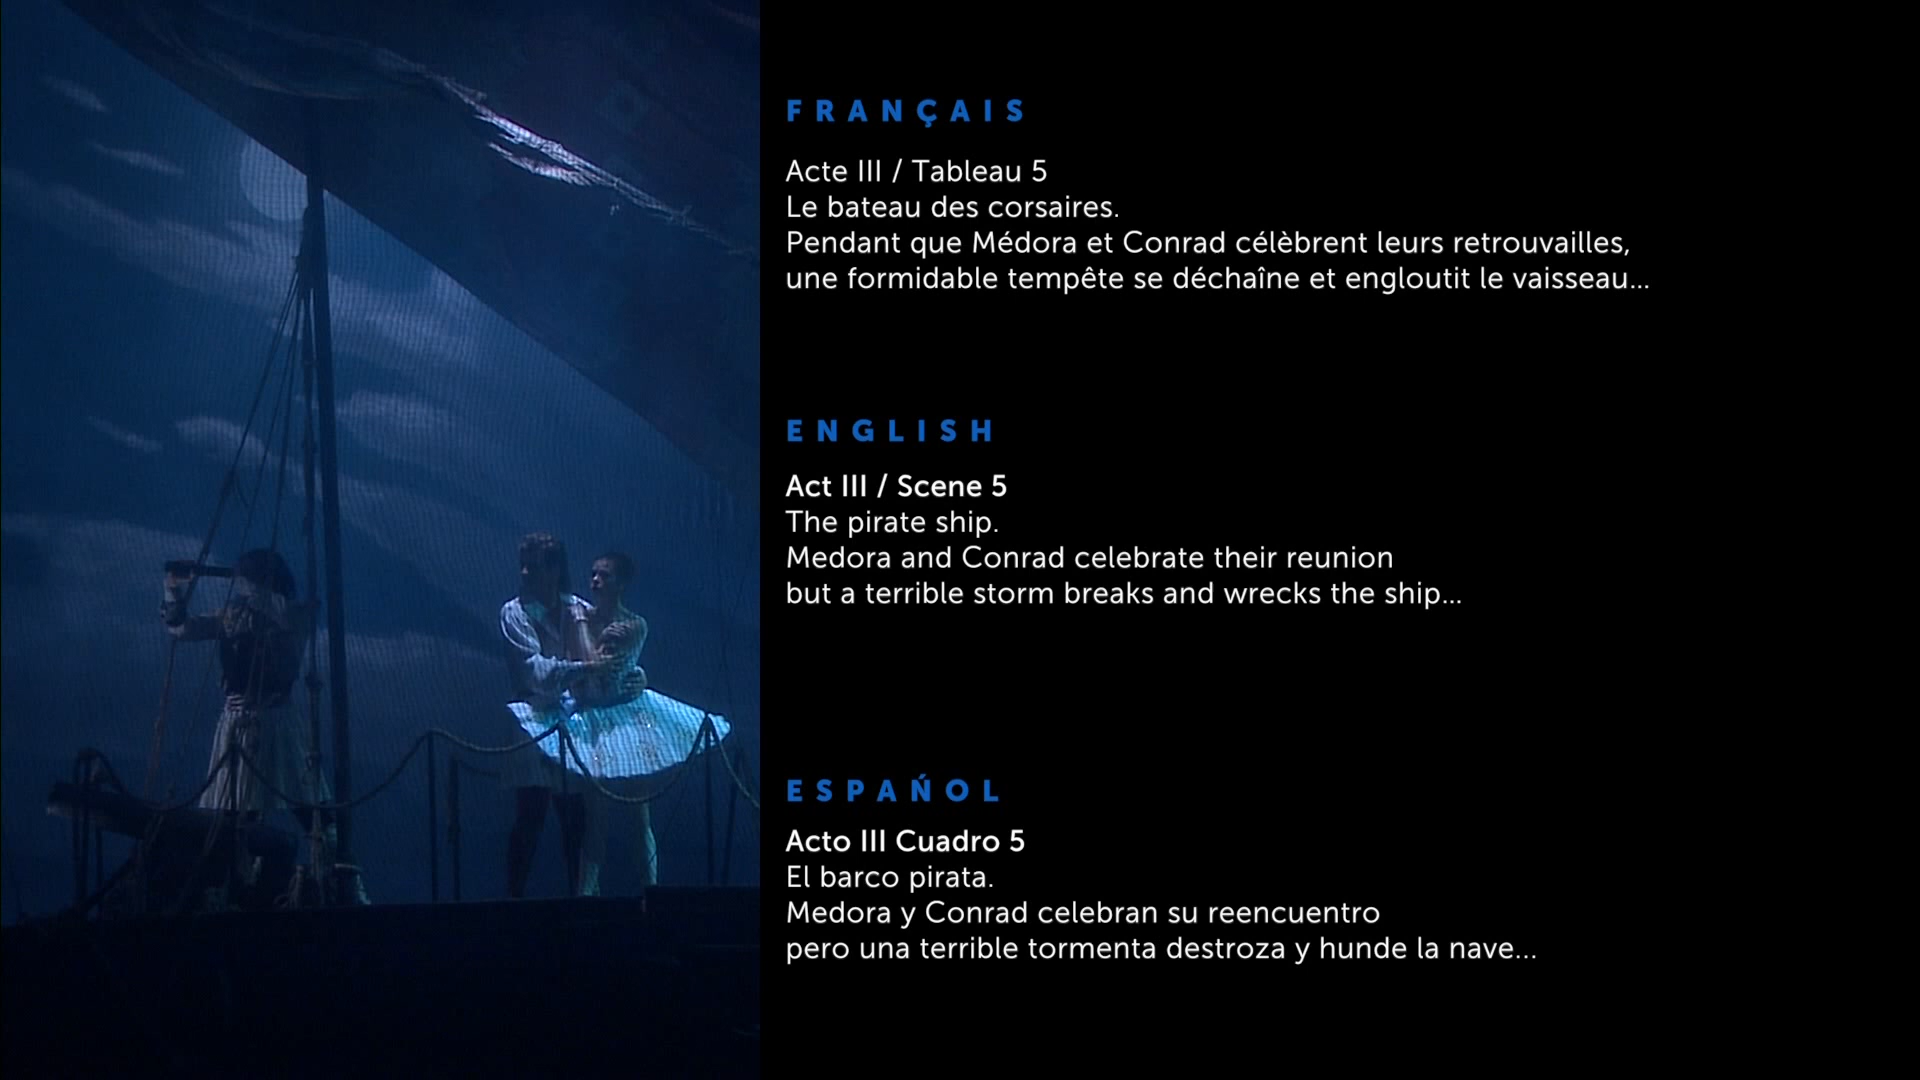 FRANÇAIS
Acte III / Tableau 5
Le bateau des corsaires.
Pendant que Médora et Conrad célèbrent leurs retrouvailles,
une formidable tempête se déchaîne et engloutit le vaisseau...
ENGLISH
Act III / Scene 5
The pirate ship.
Medora and Conrad celebrate their reunion
but a terrible storm breaks and wrecks the ship...
ESPAŃOL
Acto III Cuadro 5
El barco pirata.
Medora y Conrad celebran su reencuentro
pero una terrible tormenta destroza y hunde la nave...